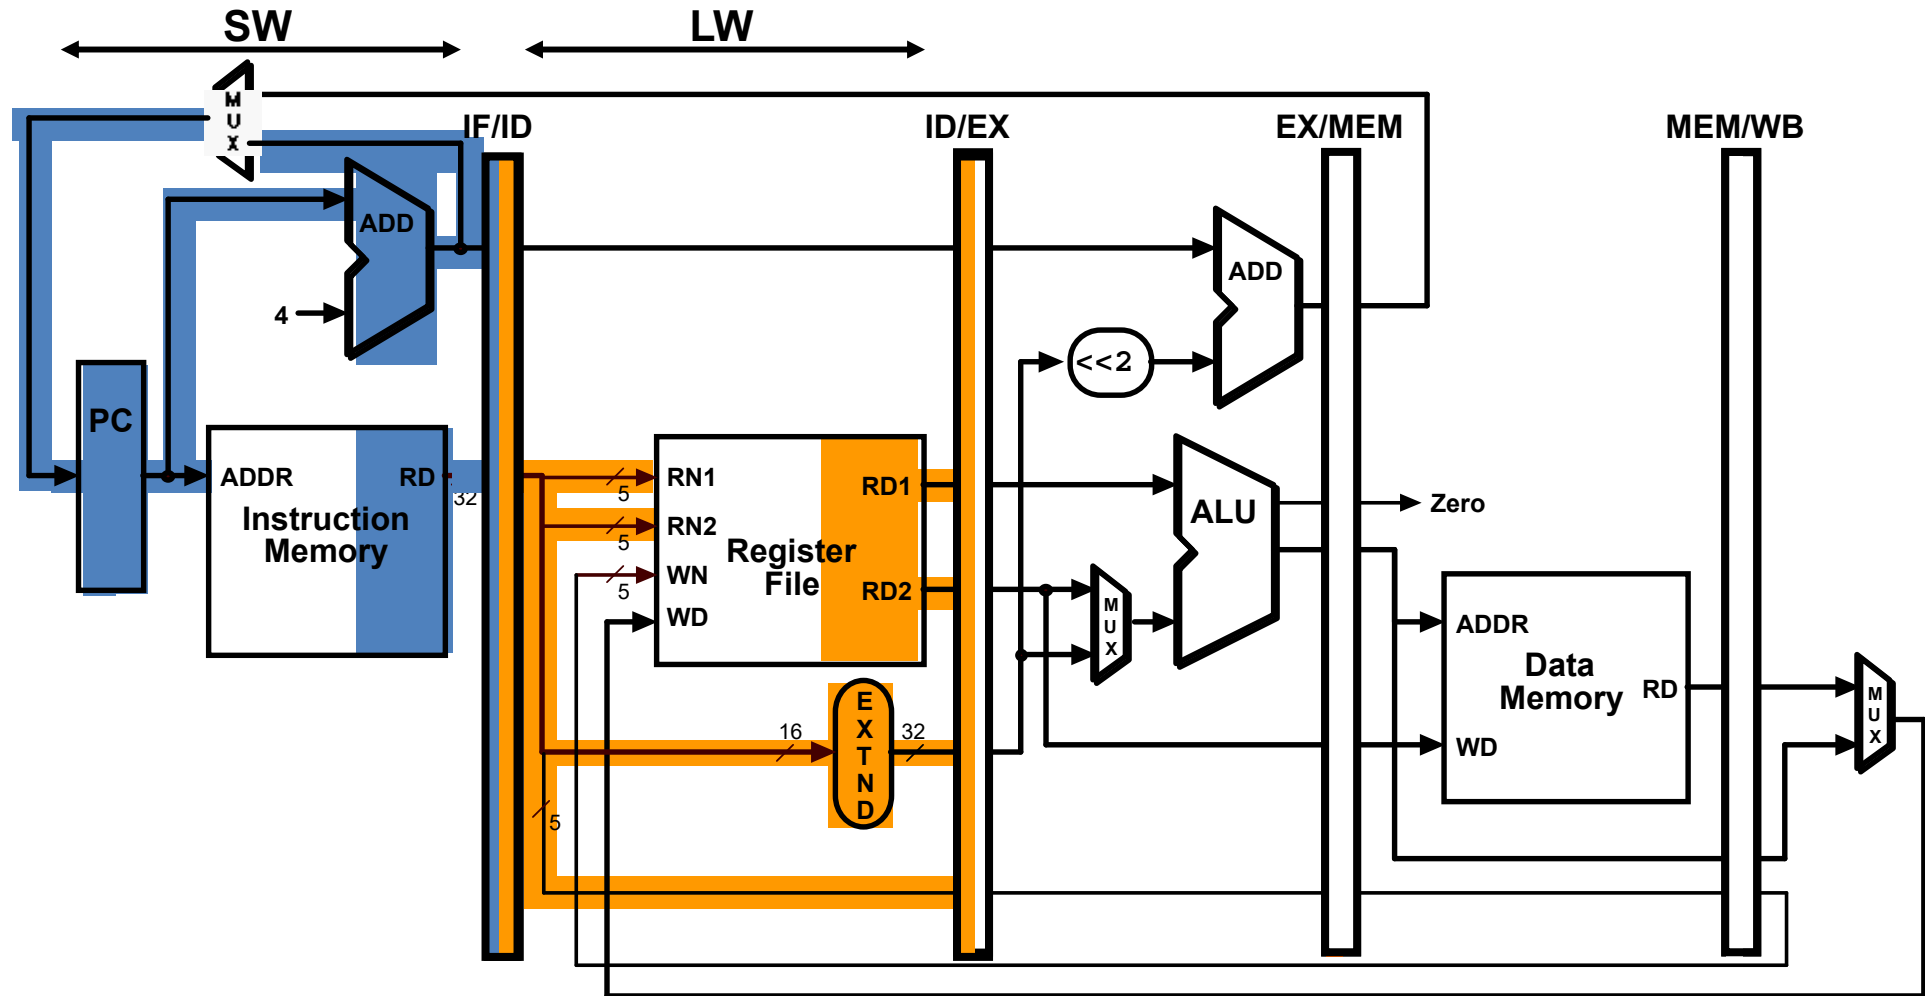 SW
LW
M
U
X
IF/ID
ID/EX
EX/MEM
MEM/WB
ADD
ADD
4
<<2
PC
ADDR
RD
32
Instruction
Memory
RN1
5
RN2
5
WN
5
WD
Register
File
RD1
RD2
ALU
Zero
M
U
X
ADDR
Data
Memory
RD
WD
M
U
X
16
E
X
T
N
D
32
5